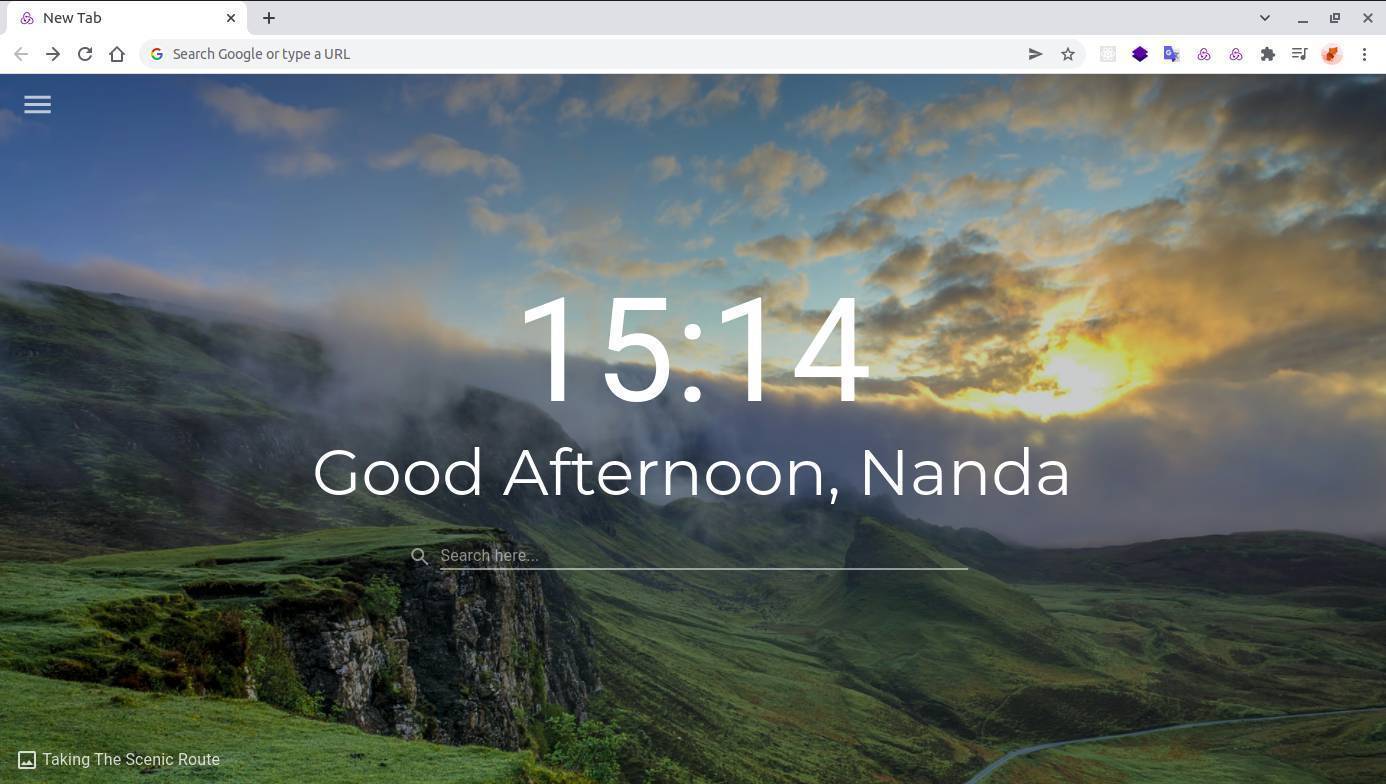 New Tab
Search Google or type a URL
15:14
Good Afternoon, Nanda
Search here...
Taking The Scenic Route